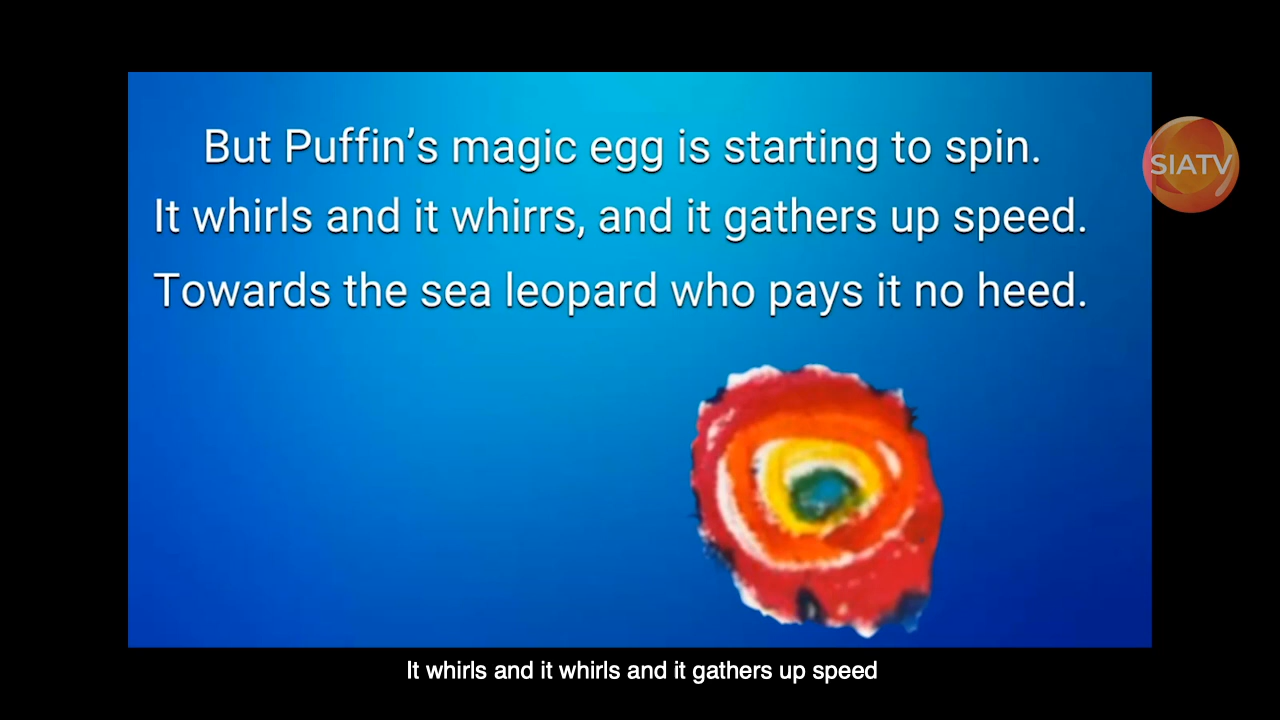 But Puffin’s magic egg is starting to spin.
SIATV
It whirls and it whirrs, and it gathers up speed.
Towards the sea leopard who pays it no heed.
It whirls and it whirls and it gathers up speed